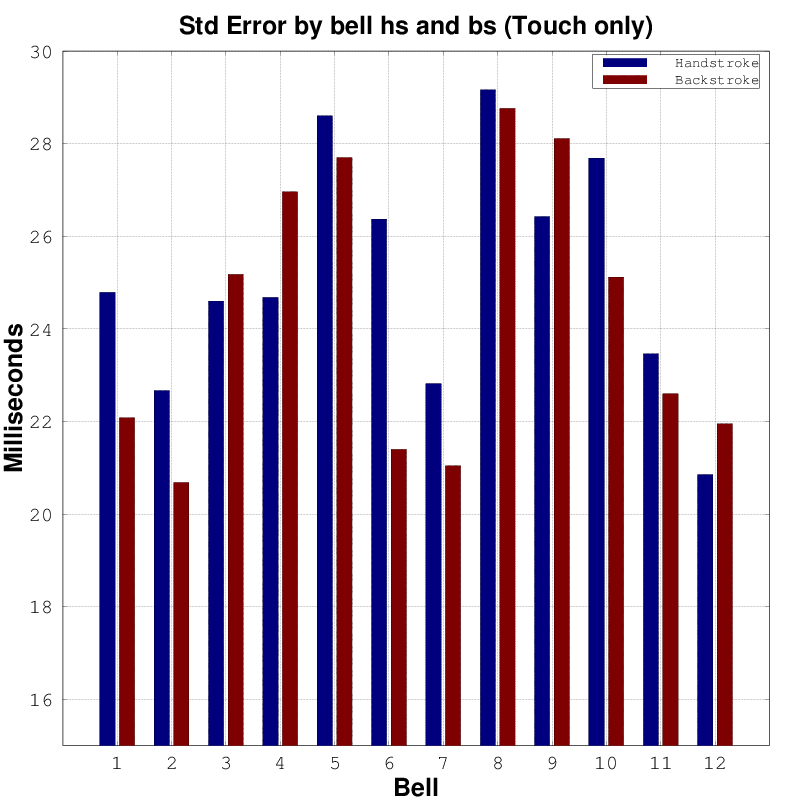 Std Error by bell hs and bs (Touch only)
Handstroke
Backstroke
30
28
26
24
22
20
18
16
Milliseconds
1 2 3 4 5 6 7 8 9 10 11 12
Bell